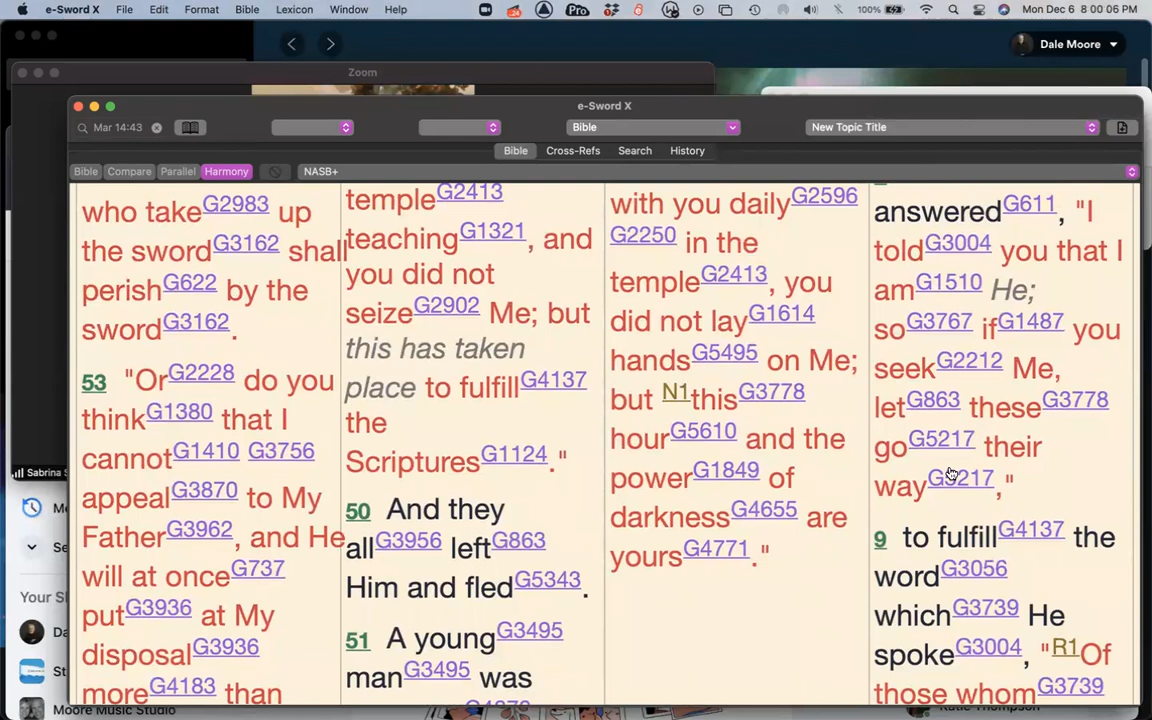 e-Sword X File Edit Format Bible Lexicon Window Help Pro 100% Mon Dec 6 8 00 06 PM
Dale Moore
Zoom
e-Sword X
Mar 14:43 Bible New Topic Title
Bible Cross-Refs Search History
Bible Compare Parallel Harmony NASB+
who takeG2983 up
the swordG3162 shall
perishG622 by the
swordG3162.
53 "OrG2228 do you
thinkG1380 that I
cannotG1410 G3756
appealG3870 to My
FatherG3962, and He
will at onceG737
putG3936 at My
disposalG3936
moreG4183 than
templeG2413
teachingG1321, and
you did not
seizeG2902 Me; but
this has taken
place to fulfillG4137
the
ScripturesG1124."
50 And they
allG3956 leftG863
Him and fledG5343.
51 A youngG3495
manG3495 was
with you dailyG2596
G2250 in the
templeG2413, you
did not layG1614
handsG5495 on Me;
but N1thisG3778
hourG5610 and the
powerG1849 of
darknessG4655 are
yoursG4771."
answeredG611, "I
toldG3004 you that I
amG1510 He;
soG3767 ifG1487 you
seekG2212 Me,
letG863 theseG3778
goG5217 their
wayG5217,"
9 to fulfillG4137 the
wordG3056
whichG3739 He
spokeG3004, "R1Of
those whomG3739
Sabrina S
Me
Se
Your S
Da
St
Moore Music Studio